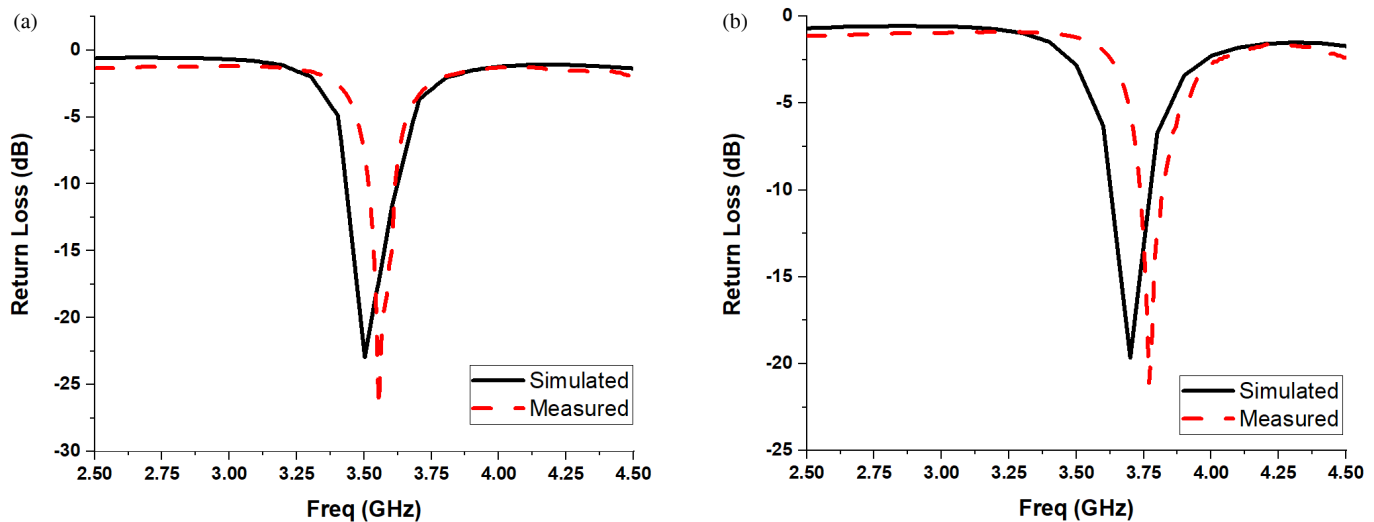 (a)
0
-5
-10
-15
-20
-25
-30
Return Loss (dB)
2.50 2.75 3.00 3.25 3.50 3.75 4.00 4.25 4.50
Freq (GHz)
Simulated
Measured
(b)
0
-5
-10
-15
-20
-25
Return Loss (dB)
2.50 2.75 3.00 3.25 3.50 3.75 4.00 4.25 4.50
Freq (GHz)
Simulated
Measured